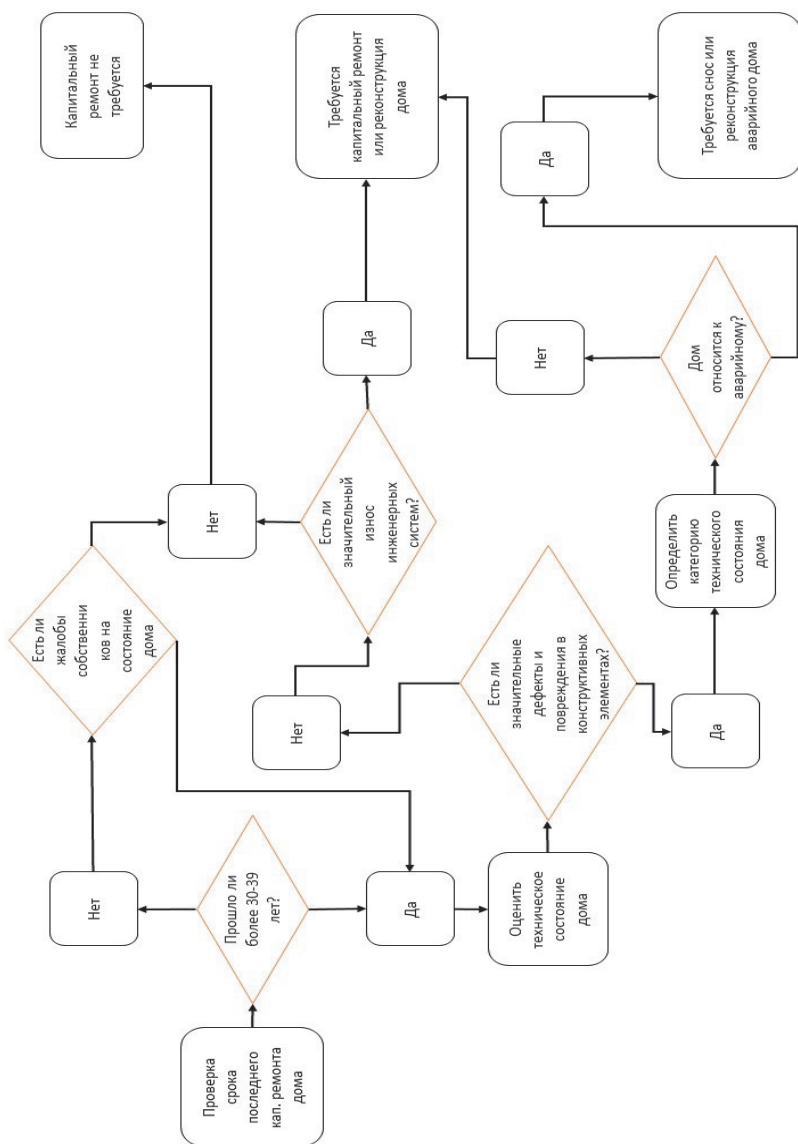 Проверка
срока
последнего
кап. ремонта
дома
Прошло ли
более 30-39
лет?
Нет
Да
Есть ли
жалобы
собственни
ков на
состояние
дома
Оценить
техническое
состояние
дома
Нет
Есть ли
значительные
дефекты и
повреждения в
конструктивных
элементах?
Да
Нет
Есть ли
значительный
износ
инженерных
систем?
Определить
категорию
технического
состояния
дома
Да
Нет
Дом
относится к
аварийному?
Да
Капитальный
ремонт не
требуется
Требуется
капитальный ремонт
или реконструкция
дома
Требуется снос или
реконструкция
аварийного дома